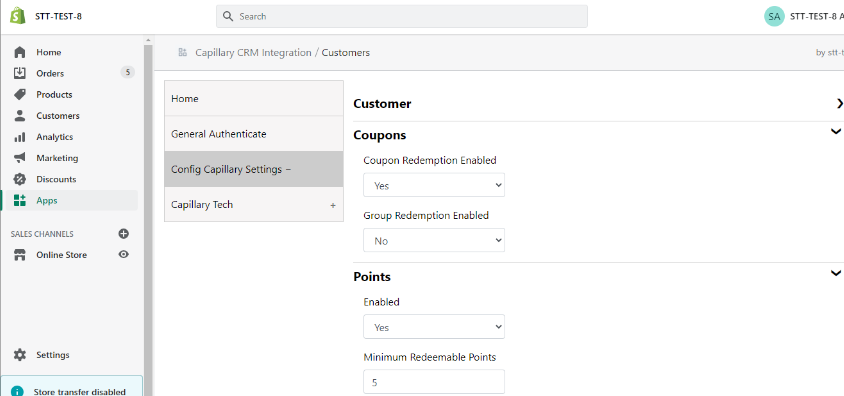 STT-TEST-8
Search
SA
STT-TEST-8 A
Home
Orders
5
Products
Customers
Analytics
Marketing
Discounts
Apps
SALES CHANNELS
Online Store
Settings
Store transfer disabled
Capillary CRM Integration / Customers
by stt-t
Home
General Authenticate
Config Capillary Settings −
Capillary Tech +
Customer
Coupons
Coupon Redemption Enabled
Yes
Group Redemption Enabled
No
Points
Enabled
Yes
Minimum Redeemable Points
5